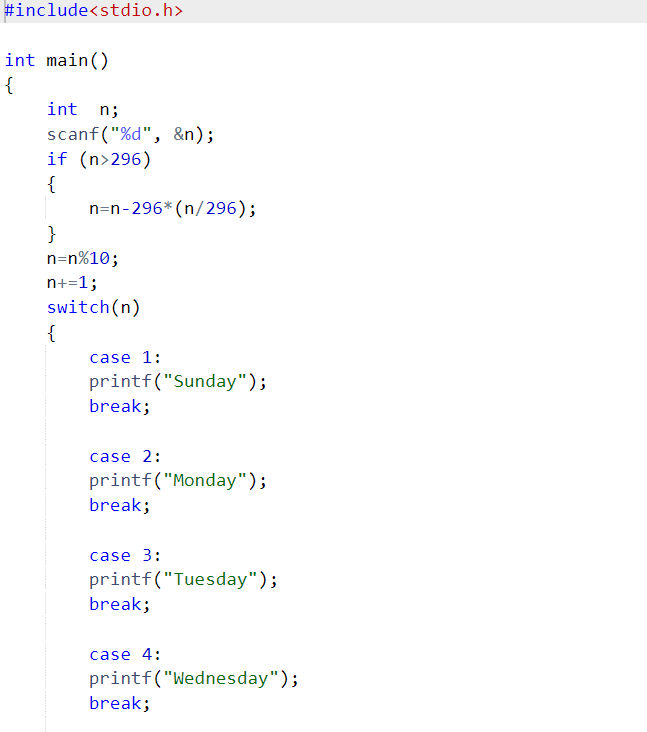 #include<stdio.h>
int main()
{
int  n;
scanf("%d", &n);
if (n>296)
{
n=n-296*(n/296);
}
n=n%10;
n+=1;
switch(n)
{
case 1:
printf("Sunday");
break;
case 2:
printf("Monday");
break;
case 3:
printf("Tuesday");
break;
case 4:
printf("Wednesday");
break;